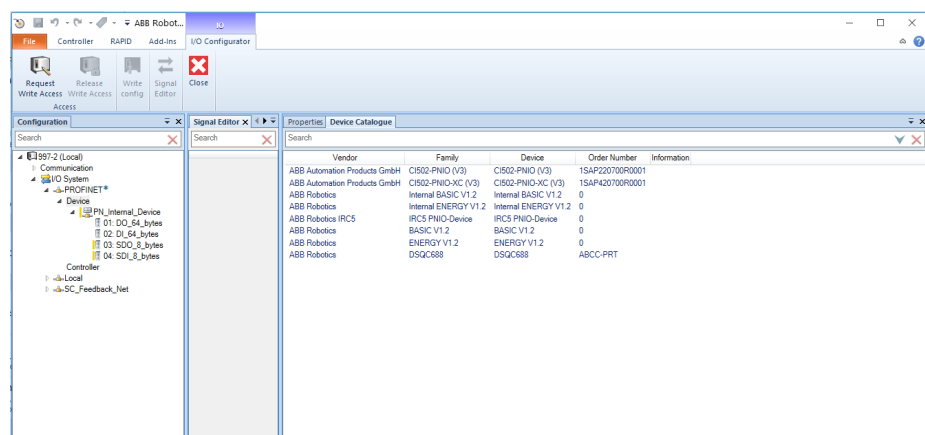 ABB Robot... IO
File Controller RAPID Add-Ins I/O Configurator
Request Write Access
Release Write Access
Write config
Signal Editor
Close
Access
Configuration
Search
997-2 (Local)
Communication
I/O System
PROFINET*
Device
PN_Internal_Device
01: DO_64_bytes
02: DI_64_bytes
03: SDO_8_bytes
04: SDI_8_bytes
Controller
Local
SC_Feedback_Net
Signal Editor
Search
Properties Device Catalogue
Search
Vendor Family Device Order Number Information
ABB Automation Products GmbH CI502-PNIO (V3) CI502-PNIO (V3) 1SAP220700R0001
ABB Automation Products GmbH CI502-PNIO-XC (V3) CI502-PNIO-XC (V3) 1SAP420700R0001
ABB Robotics Internal BASIC V1.2 Internal BASIC V1.2 0
ABB Robotics Internal ENERGY V1.2 Internal ENERGY V1.2 0
ABB Robotics IRC5 IRC5 PNIO-Device IRC5 PNIO-Device 0
ABB Robotics BASIC V1.2 BASIC V1.2 0
ABB Robotics ENERGY V1.2 ENERGY V1.2 0
ABB Robotics DSQC688 DSQC688 ABCC-PRT